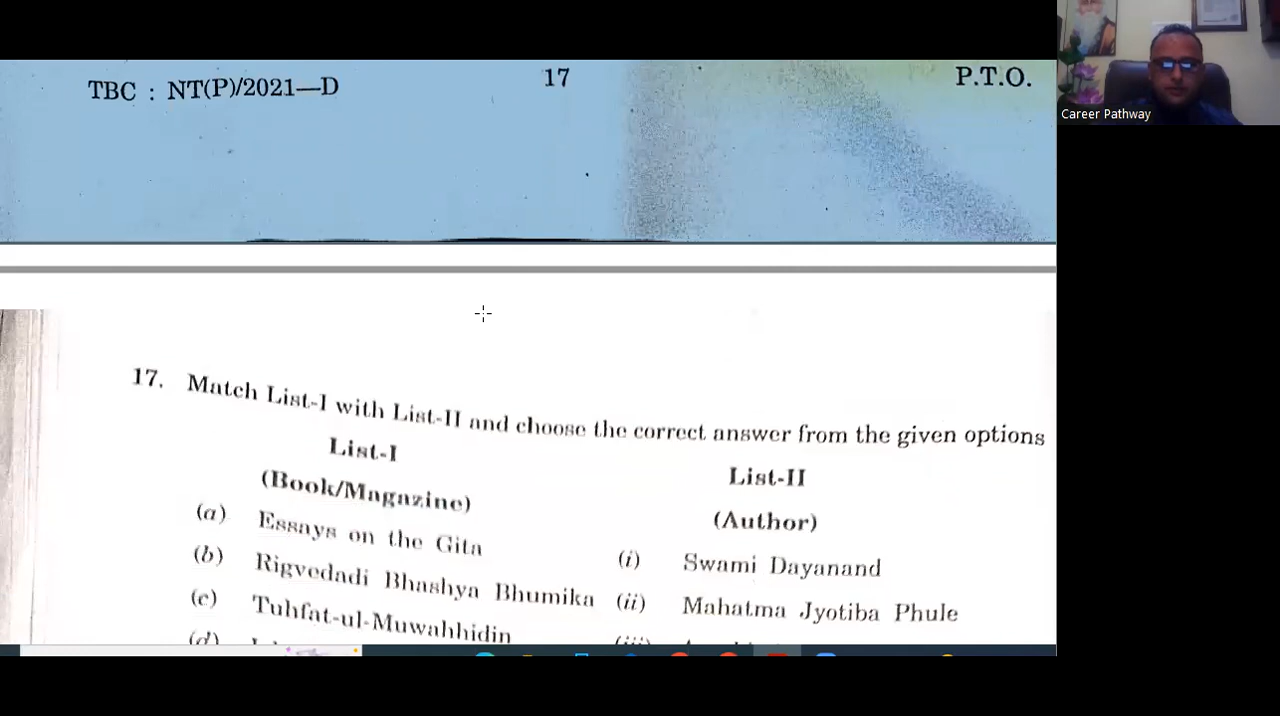 TBC : NT(P)/2021—D 17 P.T.O.
Career Pathway
17. Match List-I with List-II and choose the correct answer from the given options
List-I List-II
(Book/Magazine) (Author)
(a) Essays on the Gita (i) Swami Dayanand
(b) Rigvedadi Bhashya Bhumika (ii) Mahatma Jyotiba Phule
(c) Tuhfat-ul-Muwahhidin (iii)
(d)